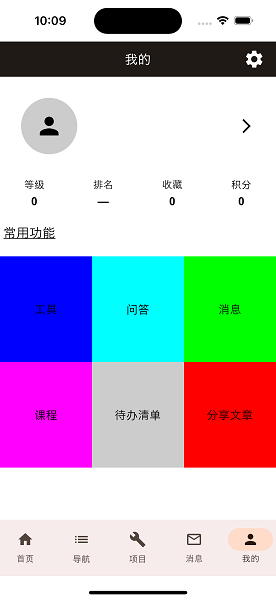 10:09
我的
等级 排名 收藏 积分
0 — 0 0
常用功能
工单 问答 消息
课程 待办清单 分享文章
首页 导航 项目 消息 我的